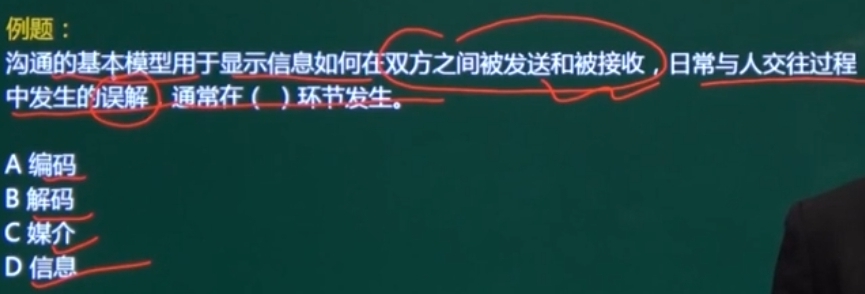 例题：
沟通的基本模型用于显示信息如何在双方之间被发送和被接收，日常与人交往过程
中发生的误解，通常在（ ）环节发生。
A 编码
B 解码
C 媒介
D 信息